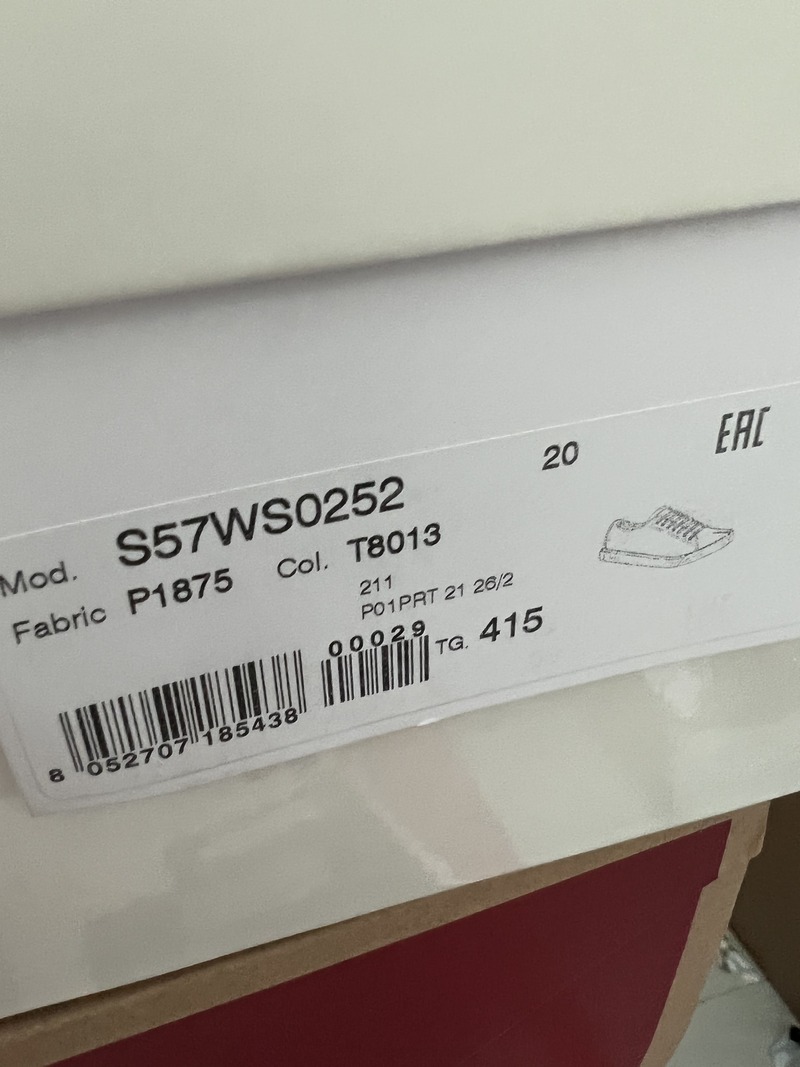 20
EAC
Mod. S57WS0252
Fabric P1875 Col. T8013
211
P01PRT 21 26/2
00029
TG. 415
8 052707 185438